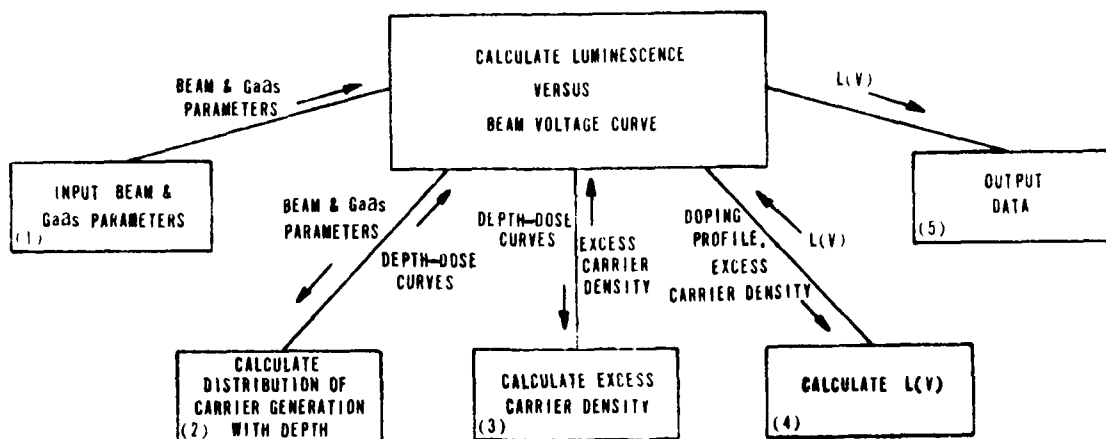 CALCULATE LUMINESCENCE
VERSUS
BEAM VOLTAGE CURVE
BEAM & Gaas
PARAMETERS
L(V)
INPUT BEAM &
Gaas PARAMETERS
(1)
OUTPUT
DATA
(5)
BEAM & Gaas
PARAMETERS
DEPTH-DOSE
CURVES
DEPTH-DOSE
CURVES
EXCESS
CARRIER
DENSITY
DOPING
PROFILE,
EXCESS
CARRIER DENSITY
L(V)
CALCULATE
DISTRIBUTION OF
CARRIER GENERATION
(2) WITH DEPTH
CALCULATE EXCESS
CARRIER DENSITY
(3)
CALCULATE L(V)
(4)